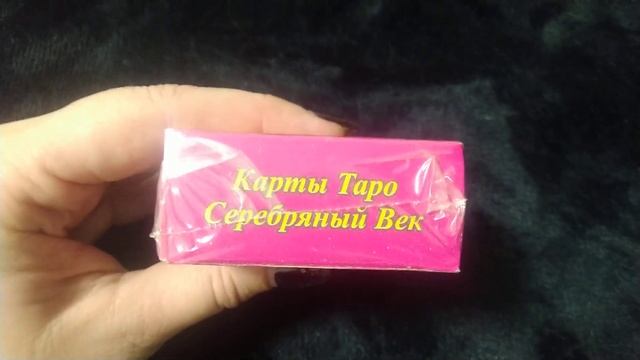 Карты Таро
Серебряный Век